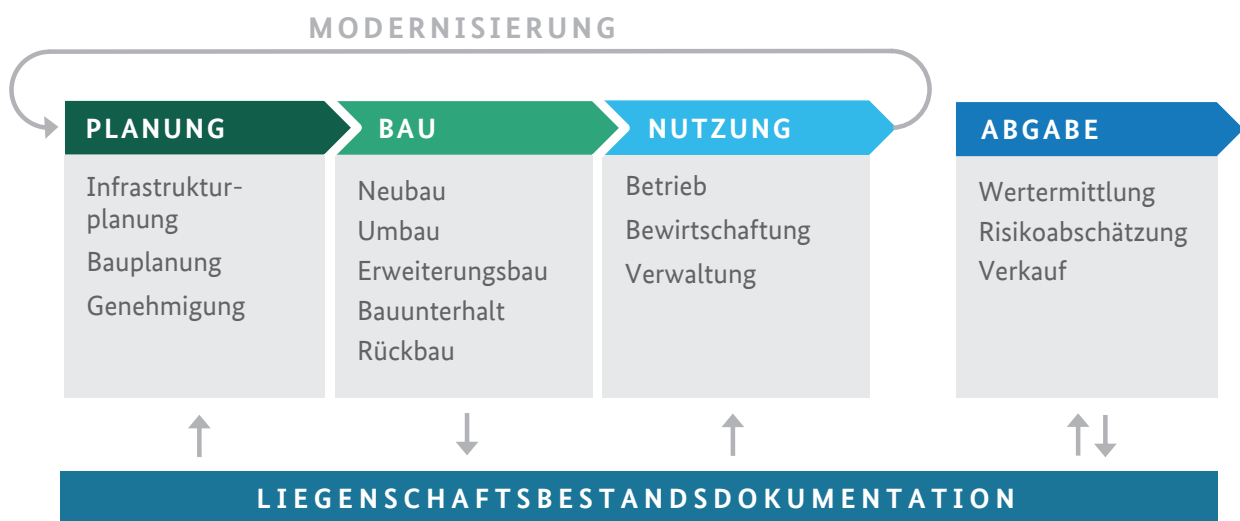 MODERNISIERUNG
PLANUNG
Infrastruktur-
planung
Bauplanung
Genehmigung
BAU
Neubau
Umbau
Erweiterungsbau
Bauunterhalt
Rückbau
NUTZUNG
Betrieb
Bewirtschaftung
Verwaltung
ABGABE
Wertermittlung
Risikoabschätzung
Verkauf
LIEGENSCHAFTSBESTANDSDOKUMENTATION